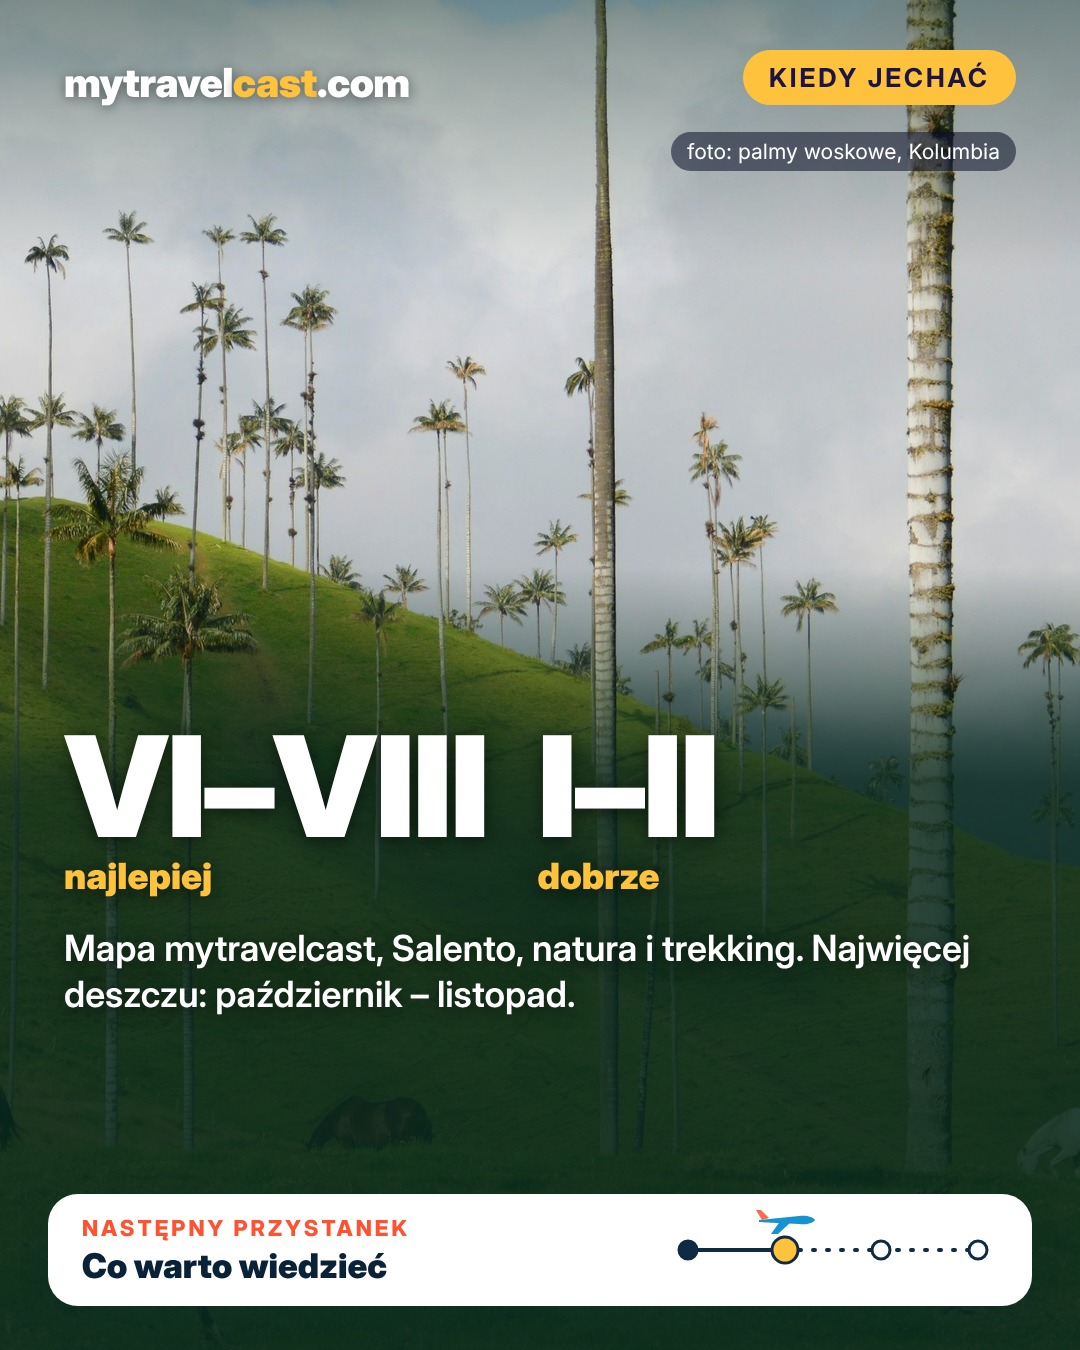 mytravelcast.com
KIEDY JECHAĆ
foto: palmy woskowe, Kolumbia
VI–VIII I–II
najlepiej dobrze
Mapa mytravelcast, Salento, natura i trekking. Najwięcej
deszczu: październik – listopad.
NASTĘPNY PRZYSTANEK
Co warto wiedzieć